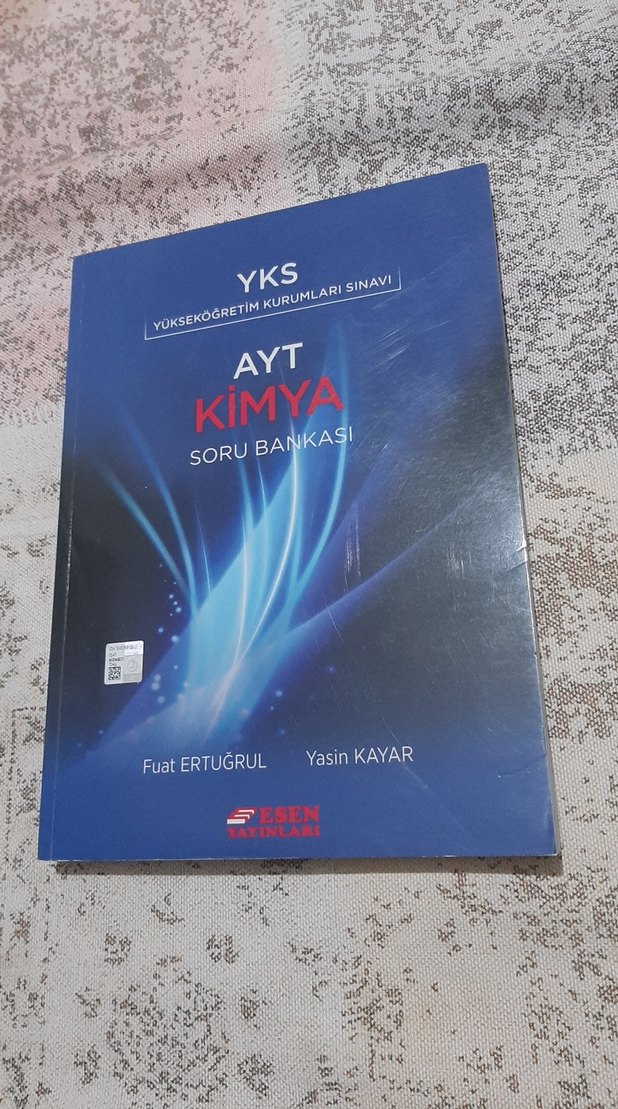 YKS
YÜKSEKÖĞRETİM KURUMLARI SINAVI
AYT
KİMYA
SORU BANKASI
Fuat ERTUĞRUL Yasin KAYAR
ESEN
YAYINLARI